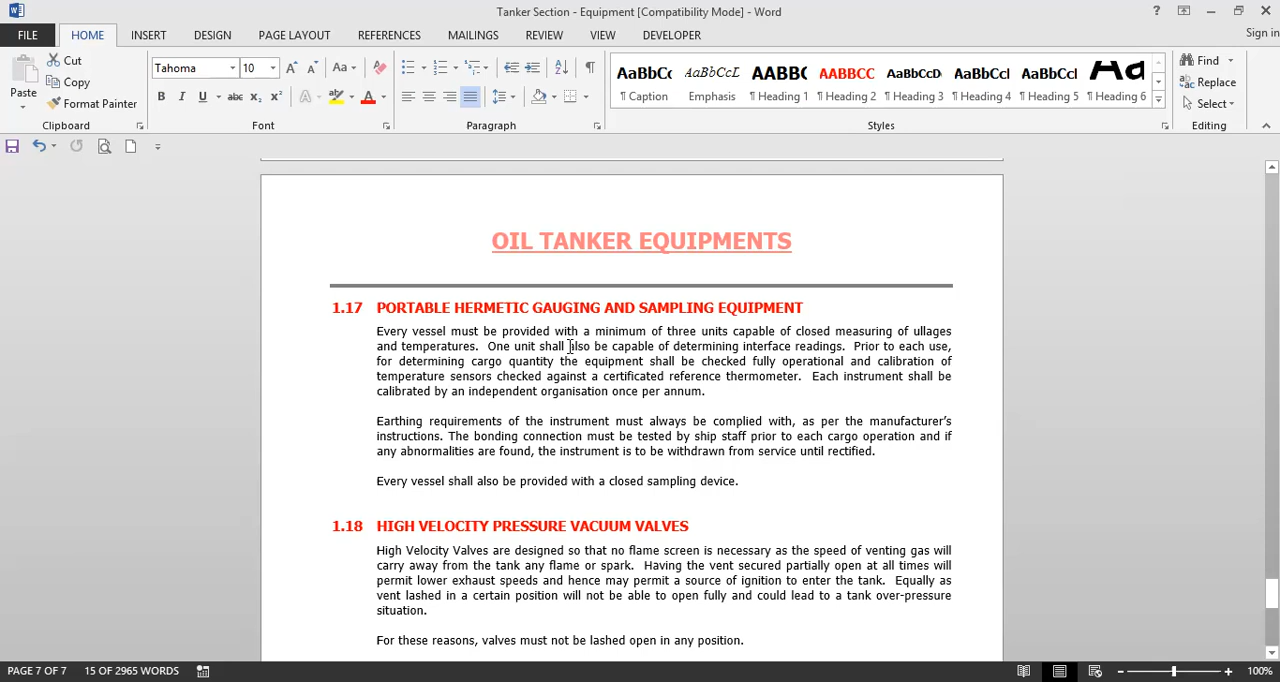 Tanker Section - Equipment [Compatibility Mode] - Word
? 
Sign in
FILE HOME INSERT DESIGN PAGE LAYOUT REFERENCES MAILINGS REVIEW VIEW DEVELOPER
Paste
Cut
Copy
Format Painter
Clipboard
Tahoma 10
Aa
B I U abc X₂ X²
A A
Font
Paragraph
AaBbCc AaBbCcL AABBC AABBCC AaBbCcD AaBbCcl AaBbCcl Aa
¶ Caption Emphasis ¶ Heading 1 ¶ Heading 2 ¶ Heading 3 ¶ Heading 4 ¶ Heading 5 ¶ Heading 6
Styles
Find
Replace
Select
Editing
OIL TANKER EQUIPMENTS
1.17 PORTABLE HERMETIC GAUGING AND SAMPLING EQUIPMENT
Every vessel must be provided with a minimum of three units capable of closed measuring of ullages
and temperatures. One unit shall also be capable of determining interface readings. Prior to each use,
for determining cargo quantity the equipment shall be checked fully operational and calibration of
temperature sensors checked against a certificated reference thermometer. Each instrument shall be
calibrated by an independent organisation once per annum.
Earthing requirements of the instrument must always be complied with, as per the manufacturer's
instructions. The bonding connection must be tested by ship staff prior to each cargo operation and if
any abnormalities are found, the instrument is to be withdrawn from service until rectified.
Every vessel shall also be provided with a closed sampling device.
1.18 HIGH VELOCITY PRESSURE VACUUM VALVES
High Velocity Valves are designed so that no flame screen is necessary as the speed of venting gas will
carry away from the tank any flame or spark. Having the vent secured partially open at all times will
permit lower exhaust speeds and hence may permit a source of ignition to enter the tank. Equally as
vent lashed in a certain position will not be able to open fully and could lead to a tank over-pressure
situation.
For these reasons, valves must not be lashed open in any position.
PAGE 7 OF 7 15 OF 2965 WORDS
100%